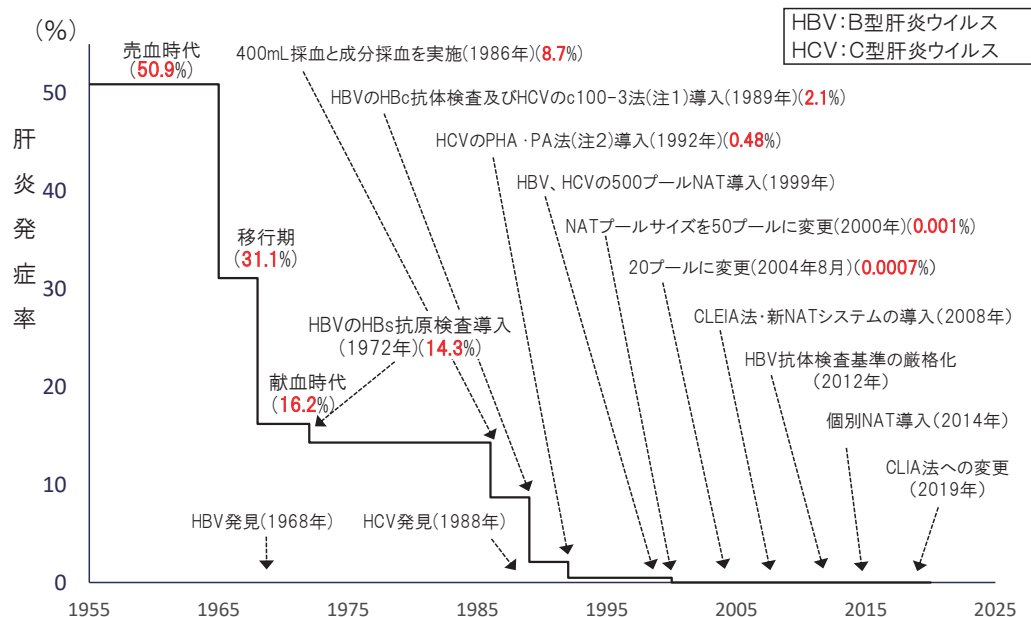 (%)
HBV:B型肝炎ウイルス
HCV:C型肝炎ウイルス
売血時代
(50.9%)
400mL採血と成分採血を実施(1986年)(8.7%)
HBVのHBc抗体検査及びHCVのc100-3法(注1)導入(1989年)(2.1%)
HCVのPHA・PA法(注2)導入(1992年)(0.48%)
HBV、HCVの500プールNAT導入(1999年)
NATプールサイズを50プールに変更(2000年)(0.001%)
20プールに変更(2004年8月)(0.0007%)
CLEIA法・新NATシステムの導入(2008年)
HBV抗体検査基準の厳格化
(2012年)
個別NAT導入(2014年)
CLIA法への変更
(2019年)
移行期
(31.1%)
HBVのHBs抗原検査導入
(1972年)(14.3%)
献血時代
(16.2%)
HBV発見(1968年)
HCV発見(1988年)
肝炎発症率
50
40
30
20
10
0
1955 1965 1975 1985 1995 2005 2015 2025